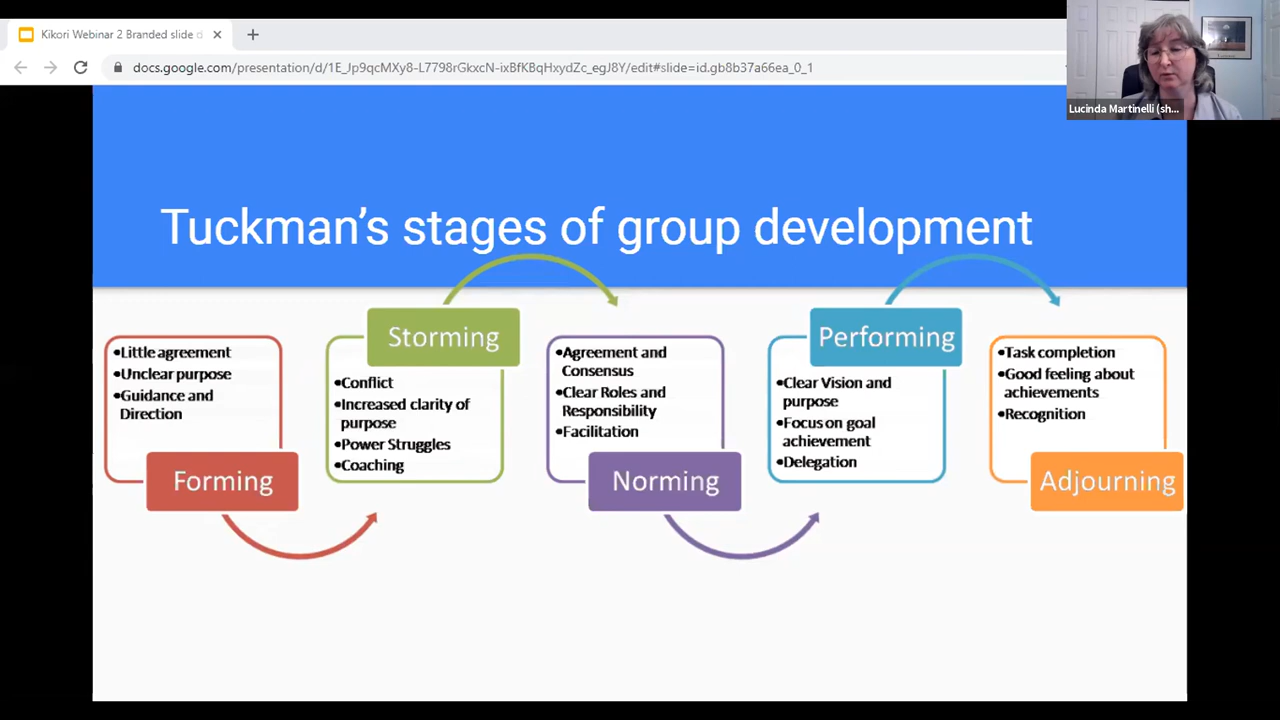 Kikori Webinar 2 Branded slide d
docs.google.com/presentation/d/1E_Jp9qcMXy8-L7798rGkxcN-ixBfKBqHxydZc_egJ8Y/edit#slide=id.gb8b37a66ea_0_1
Lucinda Martinelli (sh...
Tuckman's stages of group development
•Little agreement
•Unclear purpose
•Guidance and
Direction
Forming
Storming
•Conflict
•Increased clarity of
purpose
•Power Struggles
•Coaching
•Agreement and
Consensus
•Clear Roles and
Responsibility
•Facilitation
Norming
Performing
•Clear Vision and
purpose
•Focus on goal
achievement
•Delegation
•Task completion
•Good feeling about
achievements
•Recognition
Adjourning